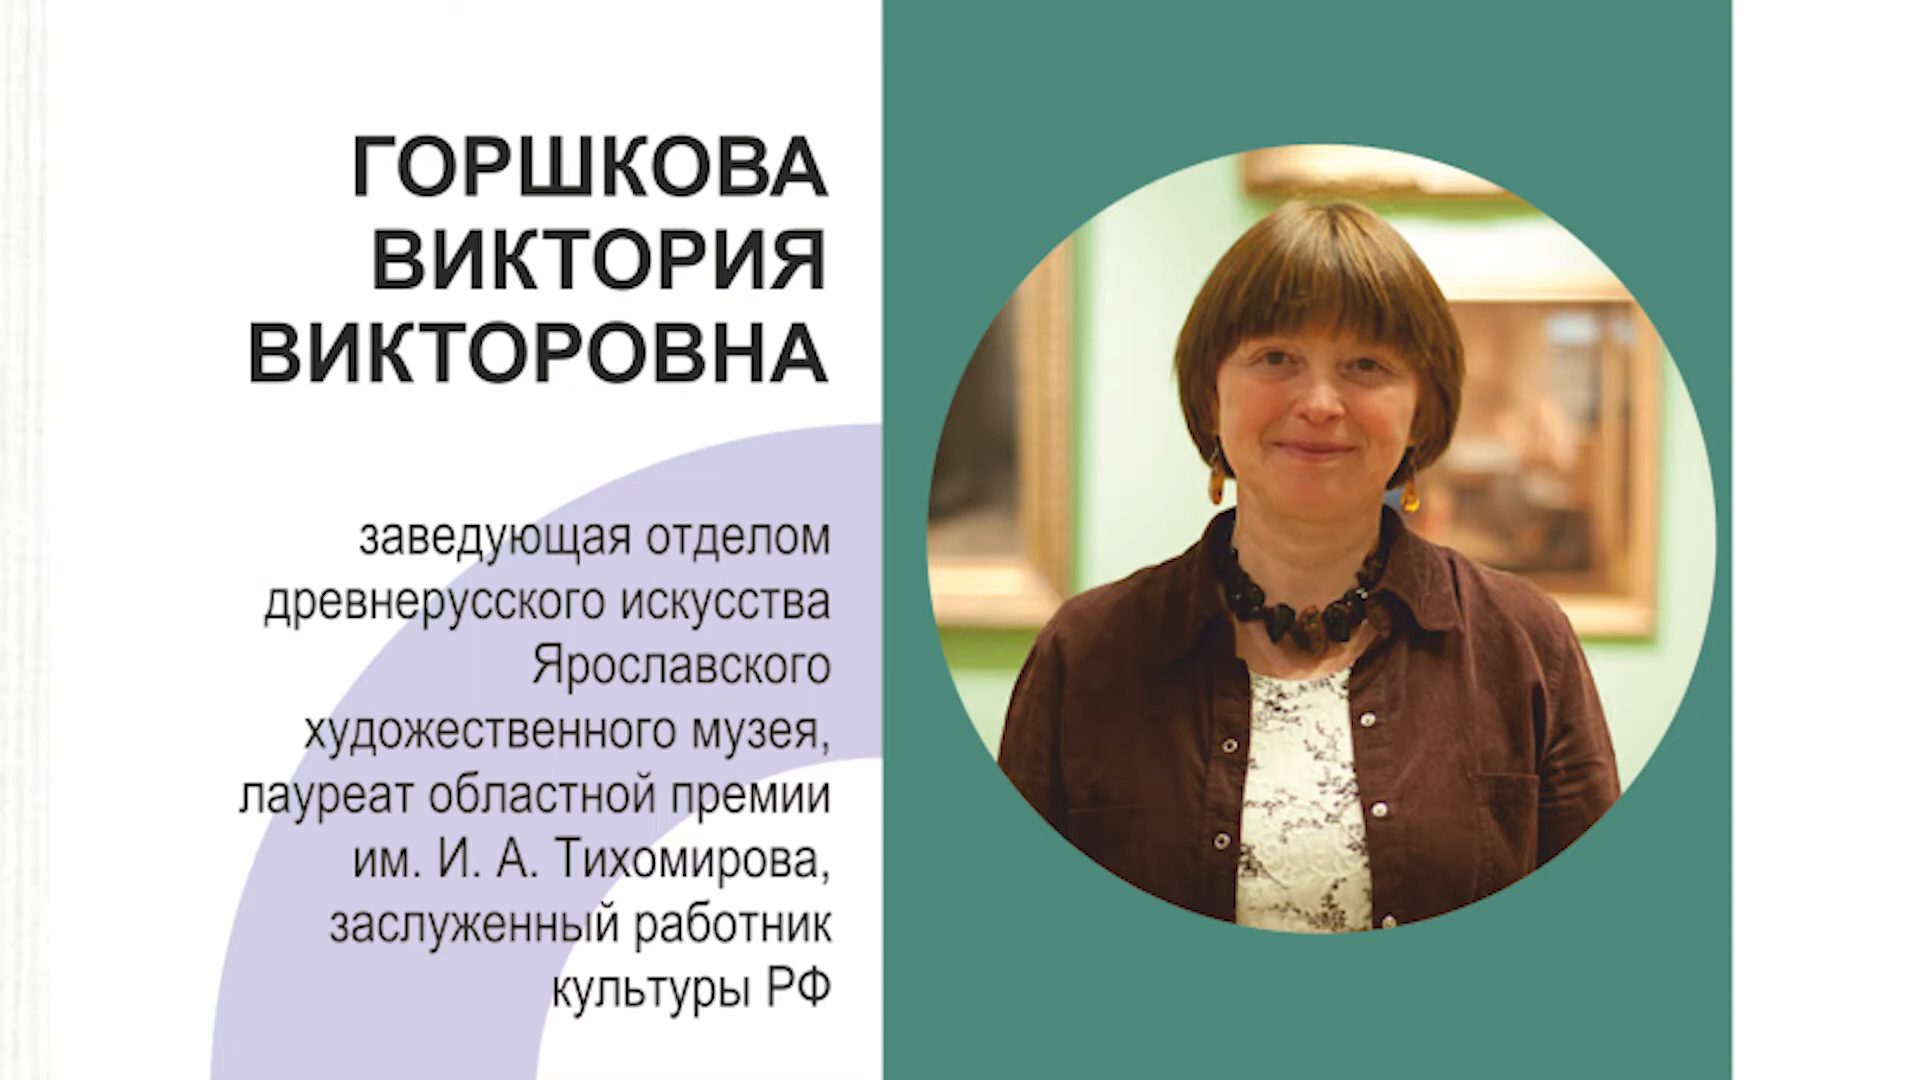 ГОРШКОВА
ВИКТОРИЯ
ВИКТОРОВНА
заведующая отделом
древнерусского искусства
Ярославского
художественного музея,
лауреат областной премии
им. И. А. Тихомирова,
заслуженный работник
культуры РФ